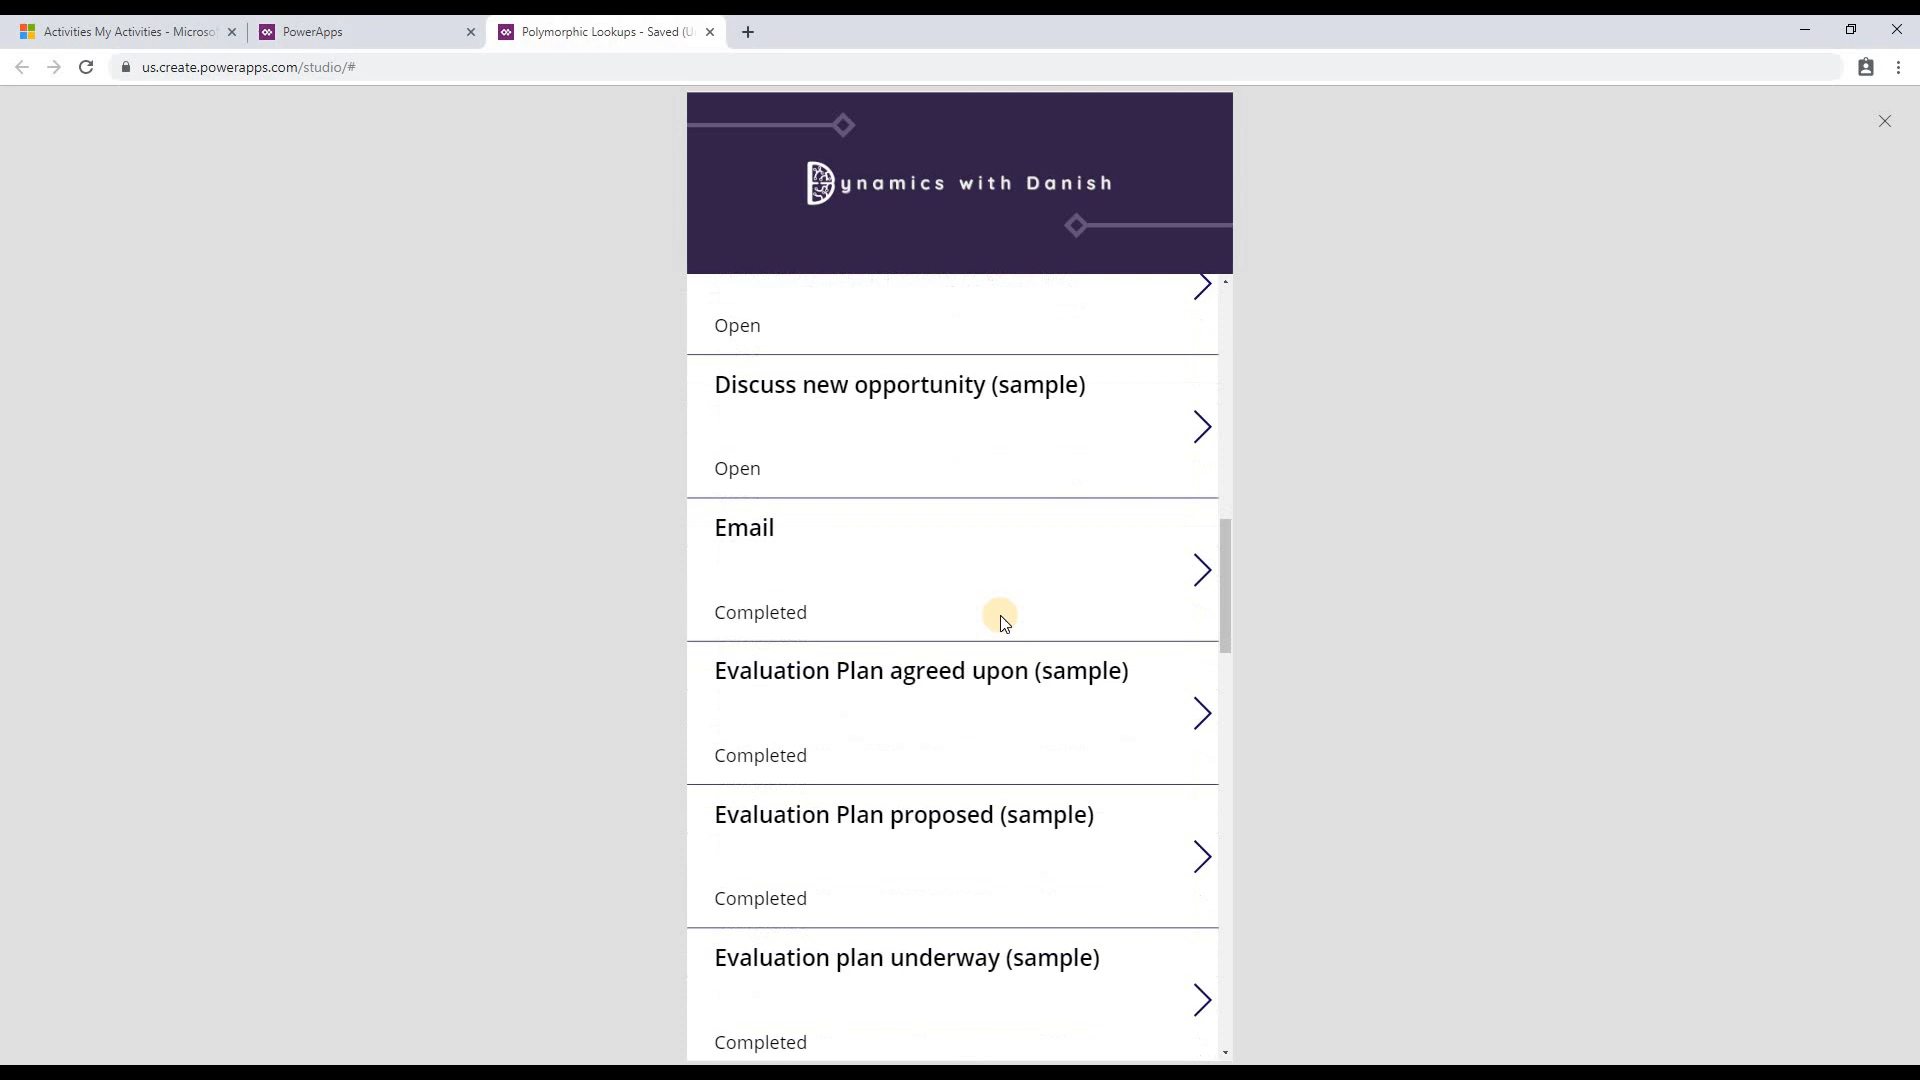 Activities My Activities - Microso
PowerApps
Polymorphic Lookups - Saved (U
us.create.powerapps.com/studio/#
Dynamics with Danish
Open
Discuss new opportunity (sample)
Open
Email
Completed
Evaluation Plan agreed upon (sample)
Completed
Evaluation Plan proposed (sample)
Completed
Evaluation plan underway (sample)
Completed